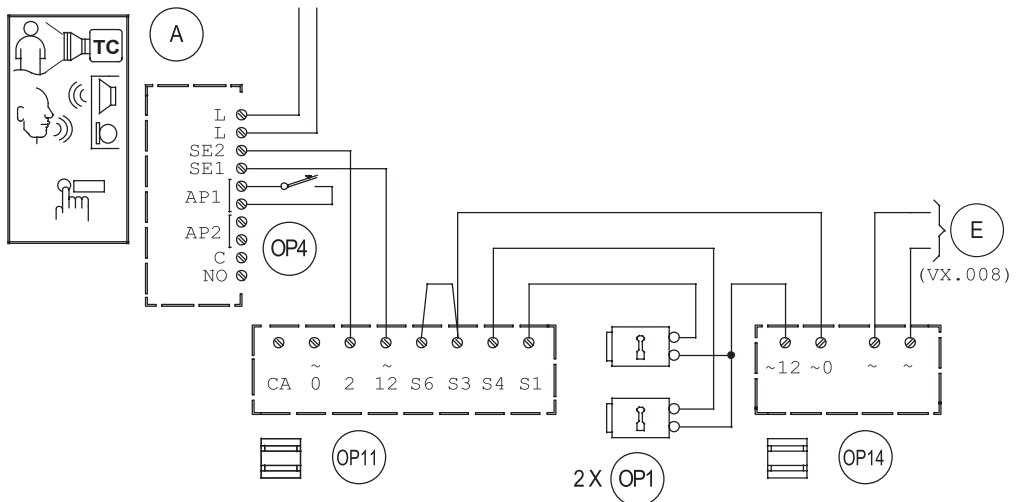 TC
A
L
L
SE2
SE1
AP1
AP2
C
NO
OP4
E
(VX.008)
~ ~
CA 0 2 12 S6 S3 S4 S1
~12 ~0 ~ ~
OP11
2 X OP1
OP14